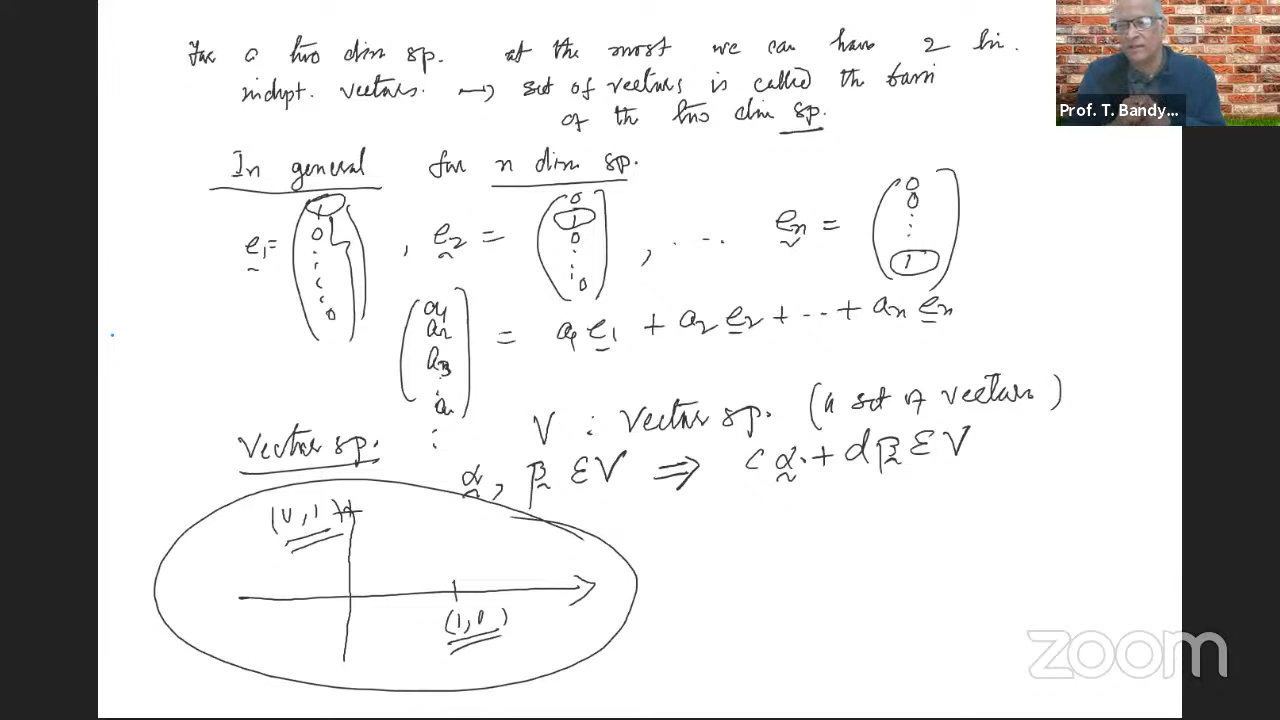 For a two dim sp. at the most we can have 2 lin.
indept. vectors. → set of vectors is called the basis
of the two dim sp.
In general for n dim sp.
e1 = (1 0 . . . . 0), e2 = (0 1 0 . . 0), . . . . en = (0 0 . . . 1)
(a1 a2 a3 . an) = a1 e1 + a2 e2 + ... + an en
Vector sp. : V : Vector sp. (A set of vectors)
α, β ∈ V ⇒ c α + d β ∈ V
(0, 1)
(1, 0)
Prof. T. Bandy...
zoom